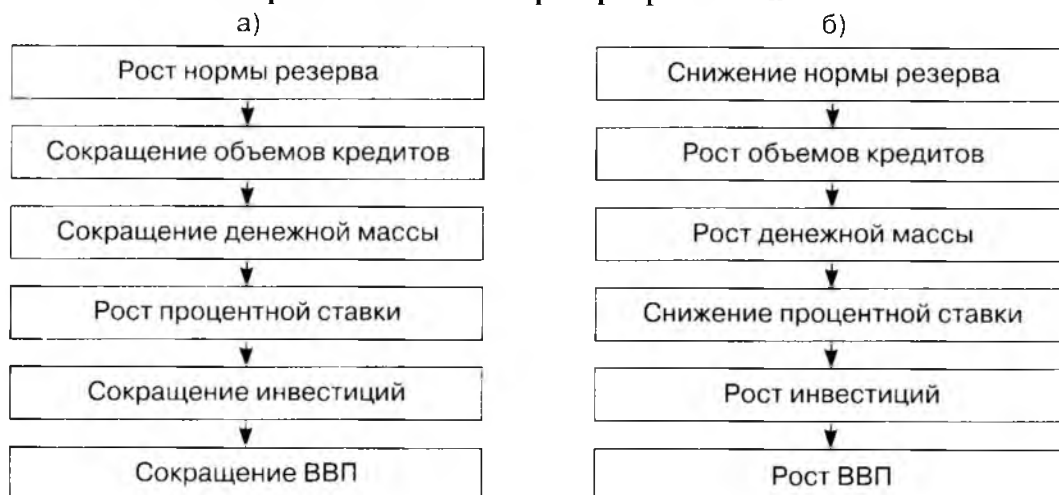 а)
Рост нормы резерва
Сокращение объемов кредитов
Сокращение денежной массы
Рост процентной ставки
Сокращение инвестиций
Сокращение ВВП
б)
Снижение нормы резерва
Рост объемов кредитов
Рост денежной массы
Снижение процентной ставки
Рост инвестиций
Рост ВВП